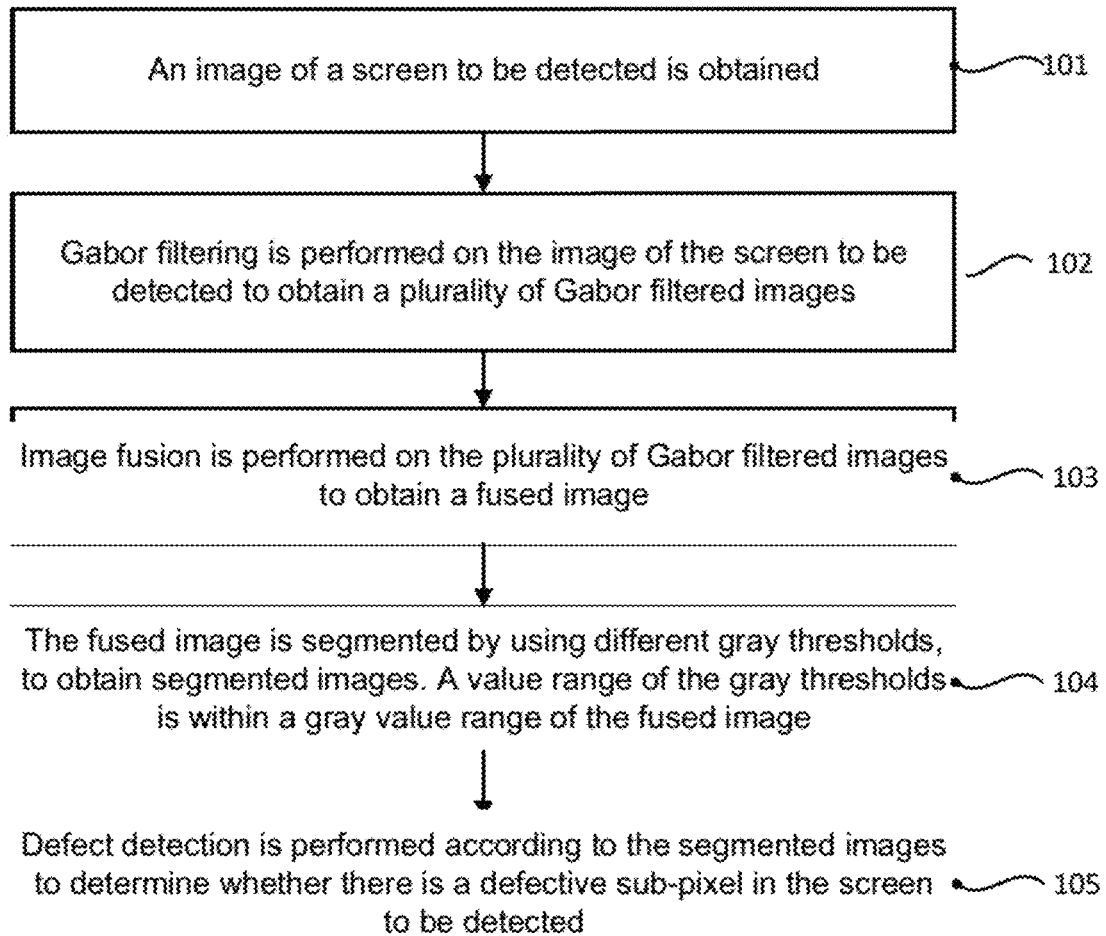 An image of a screen to be detected is obtained
101
Gabor filtering is performed on the image of the screen to be
detected to obtain a plurality of Gabor filtered images
102
Image fusion is performed on the plurality of Gabor filtered images
to obtain a fused image
103
The fused image is segmented by using different gray thresholds,
to obtain segmented images. A value range of the gray thresholds
is within a gray value range of the fused image
104
Defect detection is performed according to the segmented images
to determine whether there is a defective sub-pixel in the screen
to be detected
105